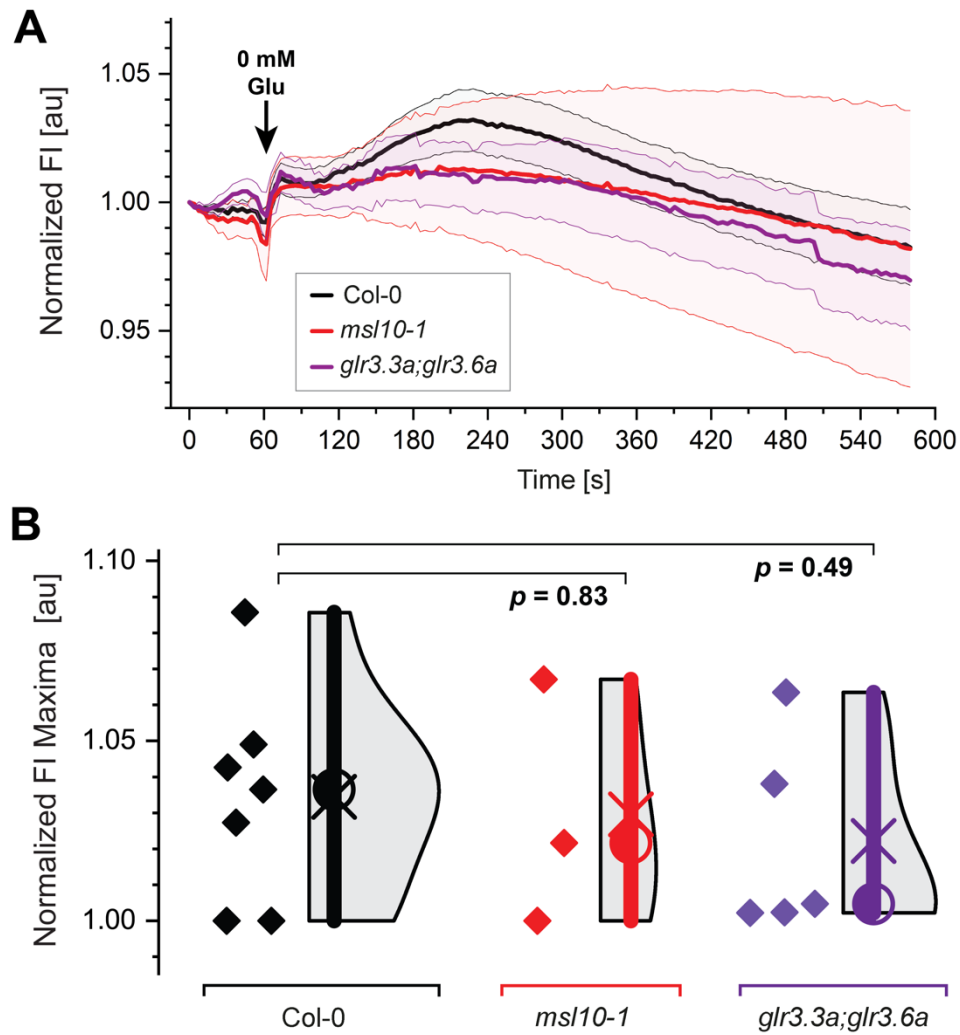 A
0 mM
Glu
Normalized FI [au]
1.05
1.00
0.95
Col-0
msl10-1
glr3.3a;glr3.6a
0 60 120 180 240 300 360 420 480 540 600
Time [s]
B
Normalized FI Maxima [au]
1.10
1.05
1.00
p = 0.49
p = 0.83
Col-0 msl10-1 glr3.3a;glr3.6a